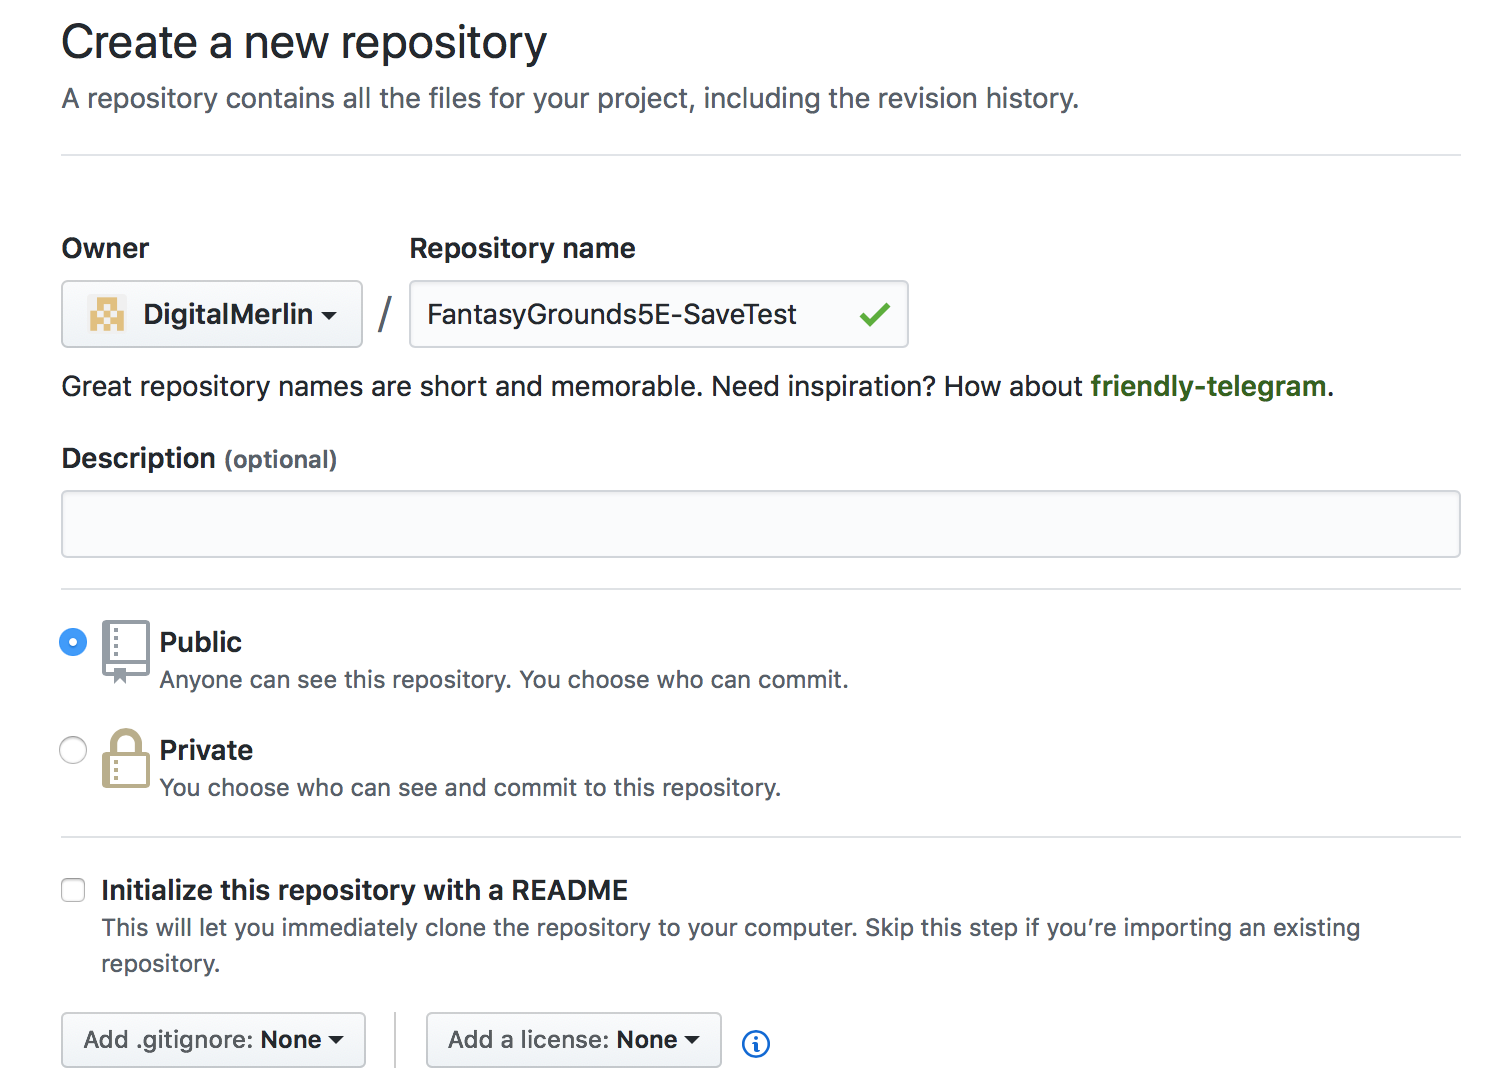 Create a new repository
A repository contains all the files for your project, including the revision history.
Owner Repository name
DigitalMerlin / FantasyGrounds5E-SaveTest
Great repository names are short and memorable. Need inspiration? How about friendly-telegram.
Description (optional)
Public
Anyone can see this repository. You choose who can commit.
Private
You choose who can see and commit to this repository.
Initialize this repository with a README
This will let you immediately clone the repository to your computer. Skip this step if you’re importing an existing
repository.
Add .gitignore: None Add a license: None